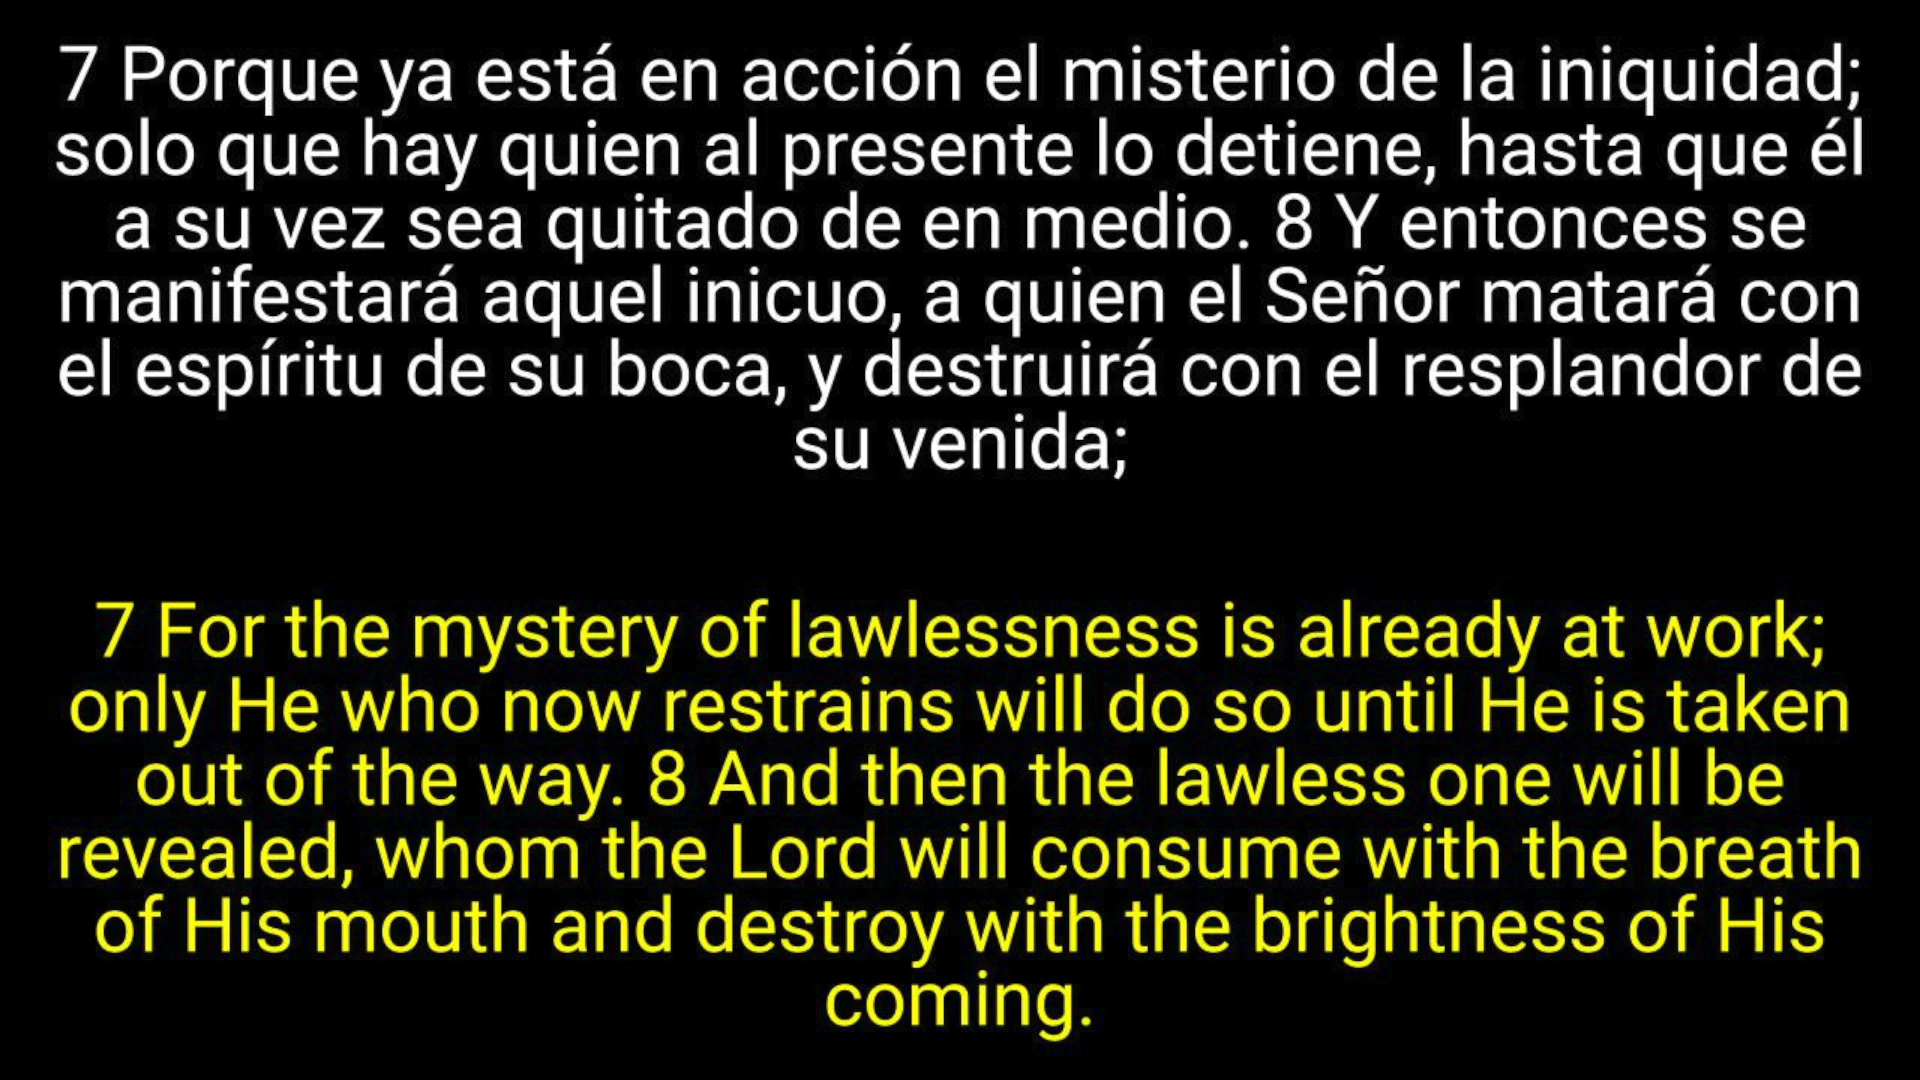 7 Porque ya está en acción el misterio de la iniquidad;
solo que hay quien al presente lo detiene, hasta que él
a su vez sea quitado de en medio. 8 Y entonces se
manifestará aquel inicuo, a quien el Señor matará con
el espíritu de su boca, y destruirá con el resplandor de
su venida;
7 For the mystery of lawlessness is already at work;
only He who now restrains will do so until He is taken
out of the way. 8 And then the lawless one will be
revealed, whom the Lord will consume with the breath
of His mouth and destroy with the brightness of His
coming.